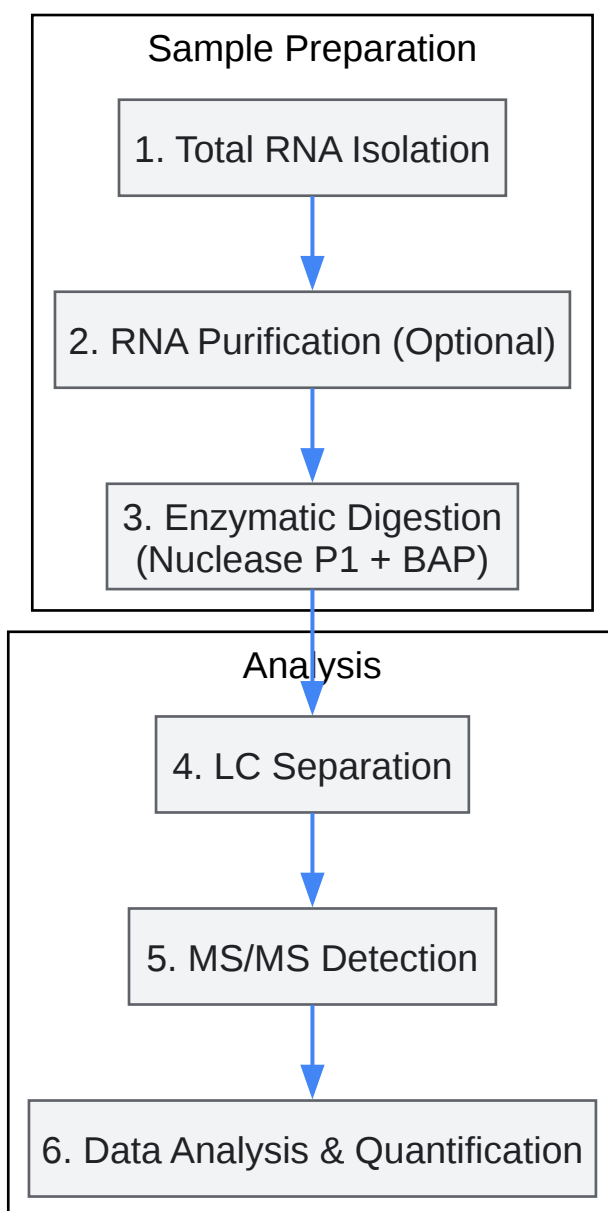 Sample Preparation
1. Total RNA Isolation
2. RNA Purification (Optional)
3. Enzymatic Digestion
(Nuclease P1 + BAP)
Analysis
4. LC Separation
5. MS/MS Detection
6. Data Analysis & Quantification